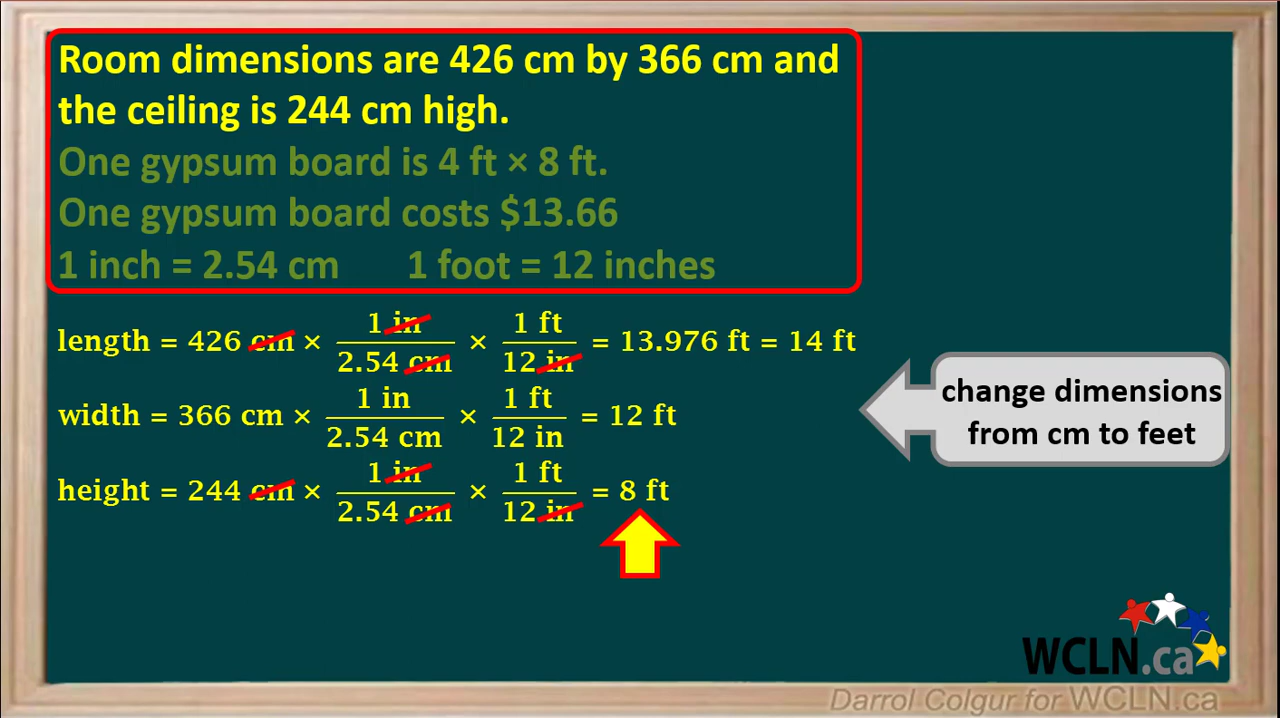 Room dimensions are 426 cm by 366 cm and
the ceiling is 244 cm high.
One gypsum board is 4 ft × 8 ft.
One gypsum board costs $13.66
1 inch = 2.54 cm 1 foot = 12 inches
length = 426 cm × 1 in / 2.54 cm × 1 ft / 12 in = 13.976 ft = 14 ft
width = 366 cm × 1 in / 2.54 cm × 1 ft / 12 in = 12 ft
height = 244 cm × 1 in / 2.54 cm × 1 ft / 12 in = 8 ft
change dimensions
from cm to feet
WCLN.ca
Darrol Colgur for WCLN.ca